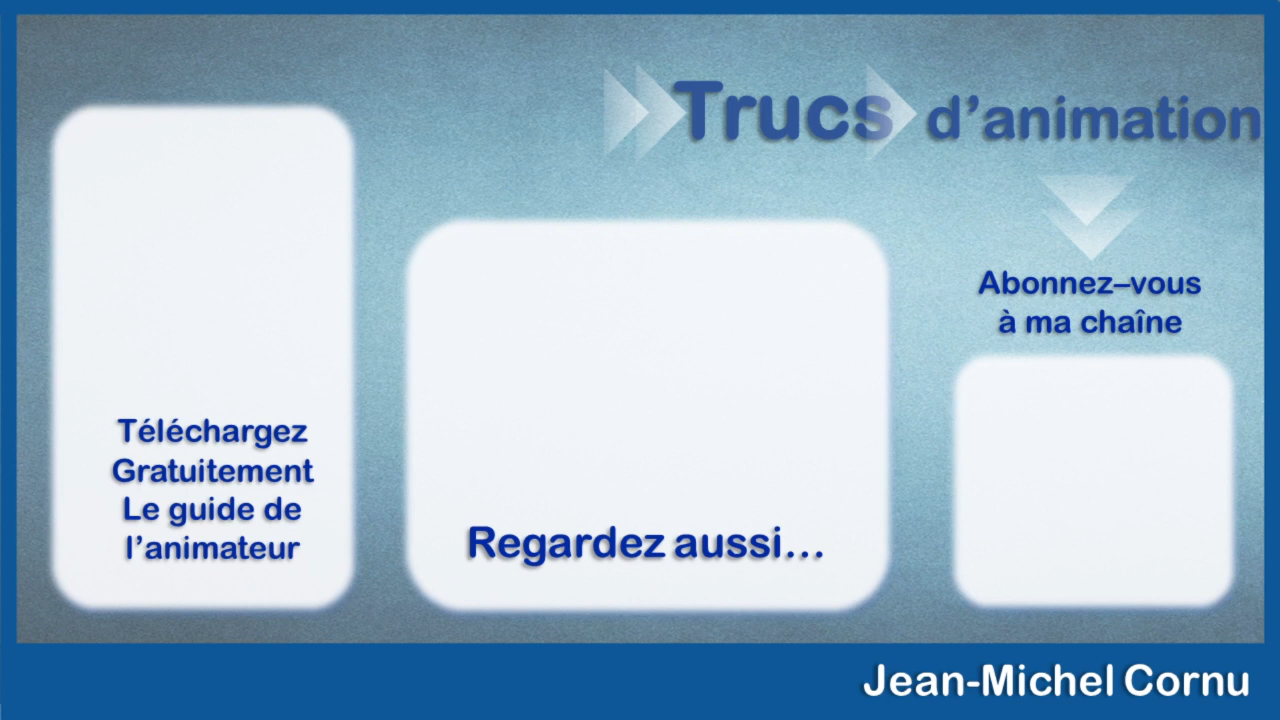 Trucs d’animation
Abonnez–vous
à ma chaîne
Téléchargez
Gratuitement
Le guide de
l’animateur
Regardez aussi…
Jean-Michel Cornu